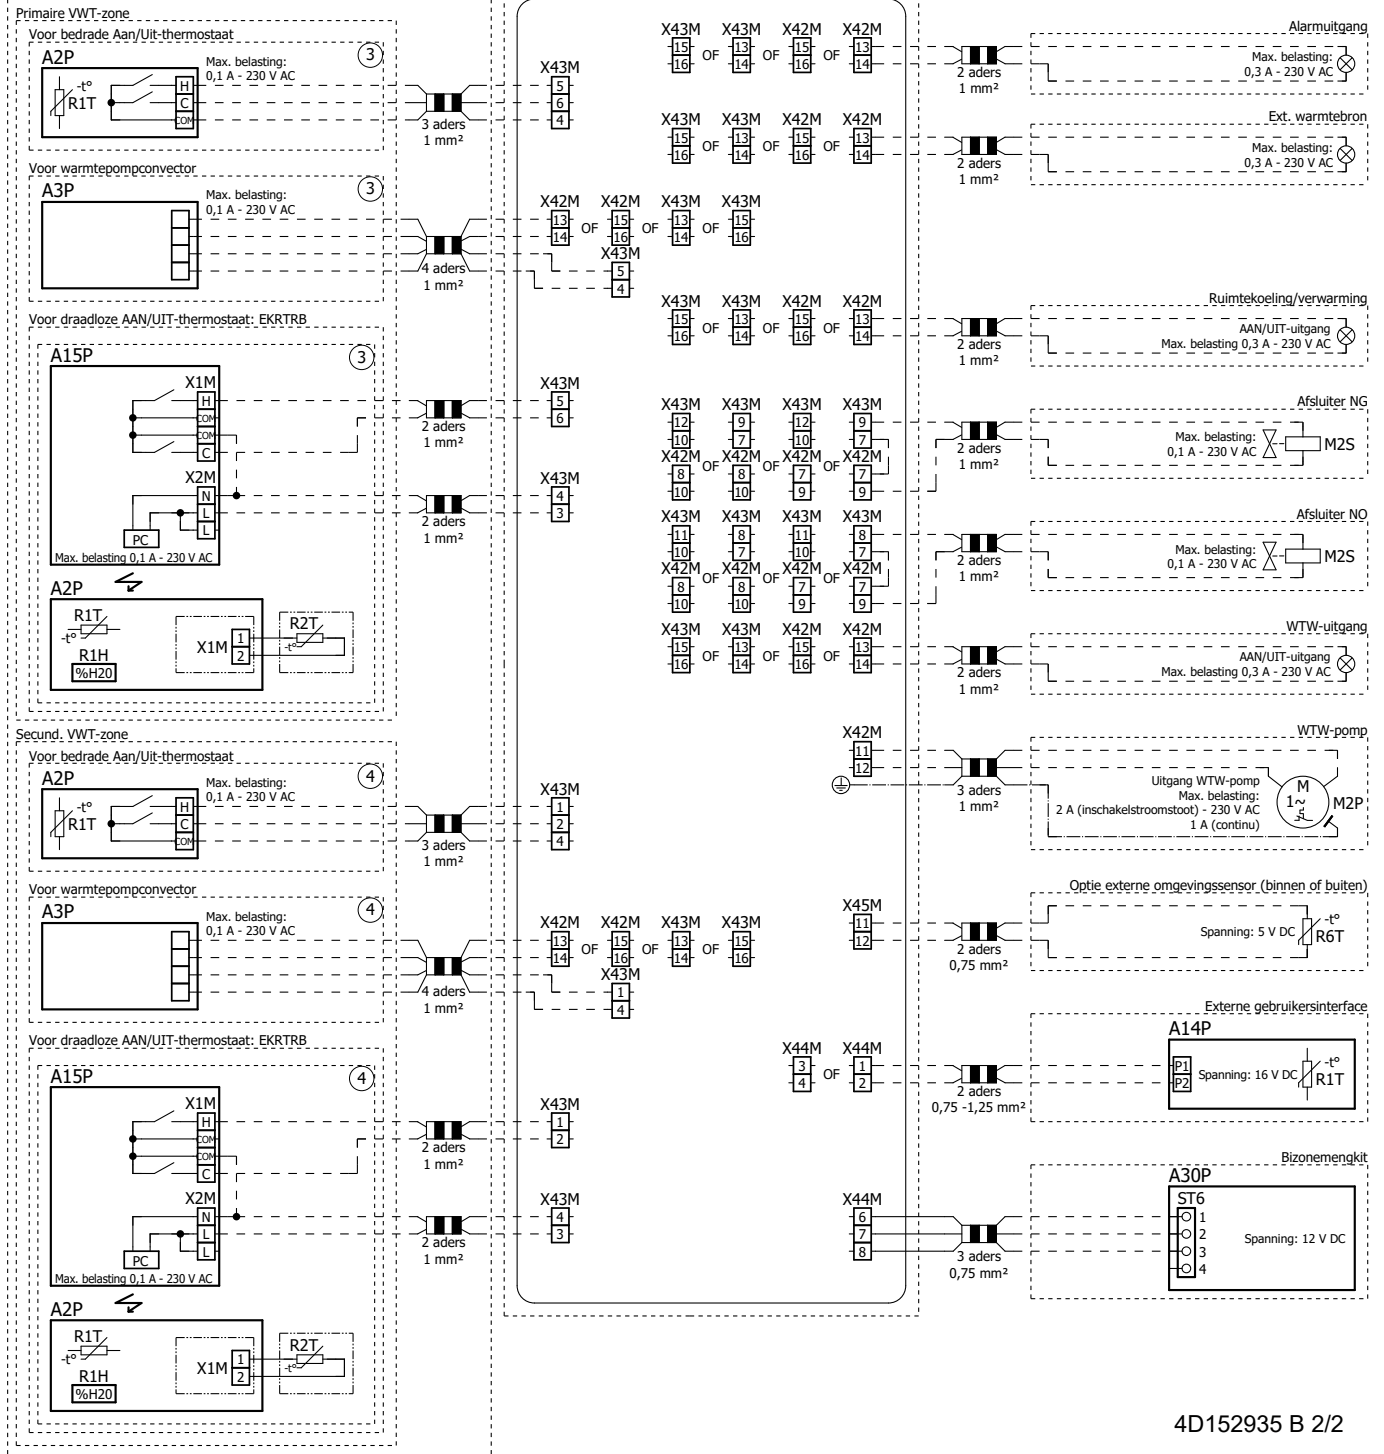 Primaire VWT-zone
Voor bedrade Aan/Uit-thermostaat
A2P
3
Max. belasting:
0,1 A - 230 V AC
-t°
R1T
H
C
COM
3 aders
1 mm²
X43M
5
6
4
Voor warmtepompconvector
A3P
3
Max. belasting:
0,1 A - 230 V AC
4 aders
1 mm²
X42M X42M X43M X43M
13 OF 15 OF 13 OF 15
14 16 14 16
X43M
5
4
Voor draadloze AAN/UIT-thermostaat: EKRTRB
A15P
3
X1M
H
COM
COM
C
2 aders
1 mm²
X43M
5
6
X2M
N
L
L
PC
Max. belasting 0,1 A - 230 V AC
2 aders
1 mm²
X43M
4
3
A2P
R1T
-t°
R1H
%H20
X1M
1
2
R2T
-t°
Secund. VWT-zone
Voor bedrade Aan/Uit-thermostaat
A2P
4
Max. belasting:
0,1 A - 230 V AC
-t°
R1T
H
C
COM
3 aders
1 mm²
X43M
1
2
4
Voor warmtepompconvector
A3P
4
Max. belasting:
0,1 A - 230 V AC
4 aders
1 mm²
X42M X42M X43M X43M
13 OF 15 OF 13 OF 15
14 16 14 16
X43M
1
4
Voor draadloze AAN/UIT-thermostaat: EKRTRB
A15P
4
X1M
H
COM
COM
C
2 aders
1 mm²
X43M
1
2
X2M
N
L
L
PC
Max. belasting 0,1 A - 230 V AC
2 aders
1 mm²
X43M
4
3
A2P
R1T
-t°
R1H
%H20
X1M
1
2
R2T
-t°
X43M X43M X42M X42M
15 OF 13 OF 15 OF 13
16 14 16 14
2 aders
1 mm²
Alarmuitgang
Max. belasting:
0,3 A - 230 V AC
X43M X43M X42M X42M
15 OF 13 OF 15 OF 13
16 14 16 14
2 aders
1 mm²
Ext. warmtebron
Max. belasting:
0,3 A - 230 V AC
X43M X43M X42M X42M
15 OF 13 OF 15 OF 13
16 14 16 14
2 aders
1 mm²
Ruimtekoeling/verwarming
AAN/UIT-uitgang
Max. belasting 0,3 A - 230 V AC
X43M X43M X43M X43M
12 9 12 9
10 7 10 7
X42M OF X42M OF X42M OF X42M
8 8 7 7
10 10 9 9
2 aders
1 mm²
Afsluiter NG
Max. belasting:
0,1 A - 230 V AC
M2S
X43M X43M X43M X43M
11 8 11 8
10 7 10 7
X42M OF X42M OF X42M OF X42M
8 8 7 7
10 10 9 9
2 aders
1 mm²
Afsluiter NO
Max. belasting:
0,1 A - 230 V AC
M2S
X43M X43M X42M X42M
15 OF 13 OF 15 OF 13
16 14 16 14
2 aders
1 mm²
WTW-uitgang
AAN/UIT-uitgang
Max. belasting 0,3 A - 230 V AC
X42M
11
12
3 aders
1 mm²
WTW-pomp
Uitgang WTW-pomp
Max. belasting:
2 A (inschakelstroomstoot) - 230 V AC
1 A (continu)
M
1~
M2P
X45M
11
12
2 aders
0,75 mm²
Optie externe omgevingssensor (binnen of buiten)
Spanning: 5 V DC
-t°
R6T
X44M X44M
3 OF 1
4 2
2 aders
0,75 -1,25 mm²
Externe gebruikersinterface
A14P
P1
P2
Spanning: 16 V DC
-t°
R1T
X44M
6
7
8
3 aders
0,75 mm²
Bizonemengkit
A30P
ST6
1
2
3
4
Spanning: 12 V DC
4D152935 B 2/2